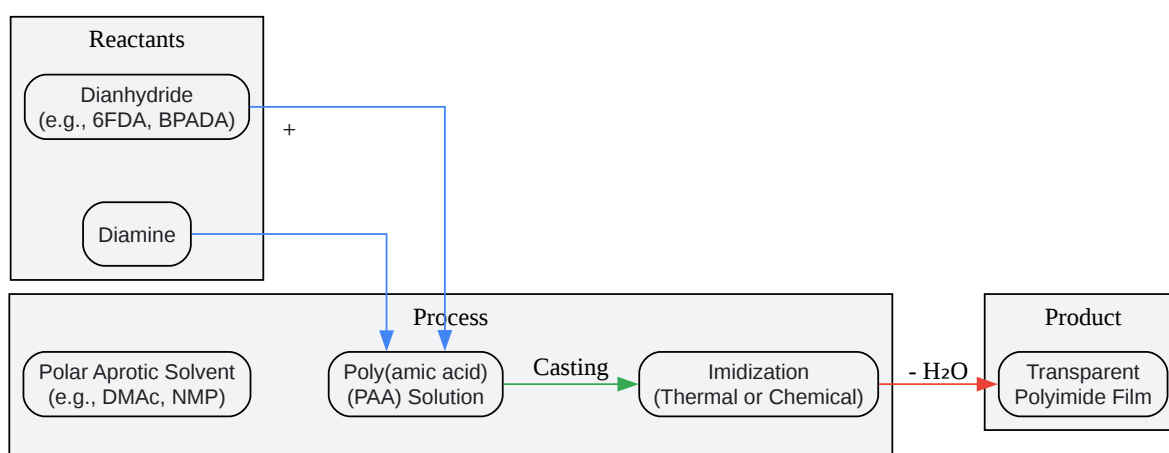 Reactants
Dianhydride
(e.g., 6FDA, BPADA)
+
Diamine
Process
Polar Aprotic Solvent
(e.g., DMAc, NMP)
Poly(amic acid)
(PAA) Solution
Casting
Imidization
(Thermal or Chemical)
- H₂O
Product
Transparent
Polyimide Film